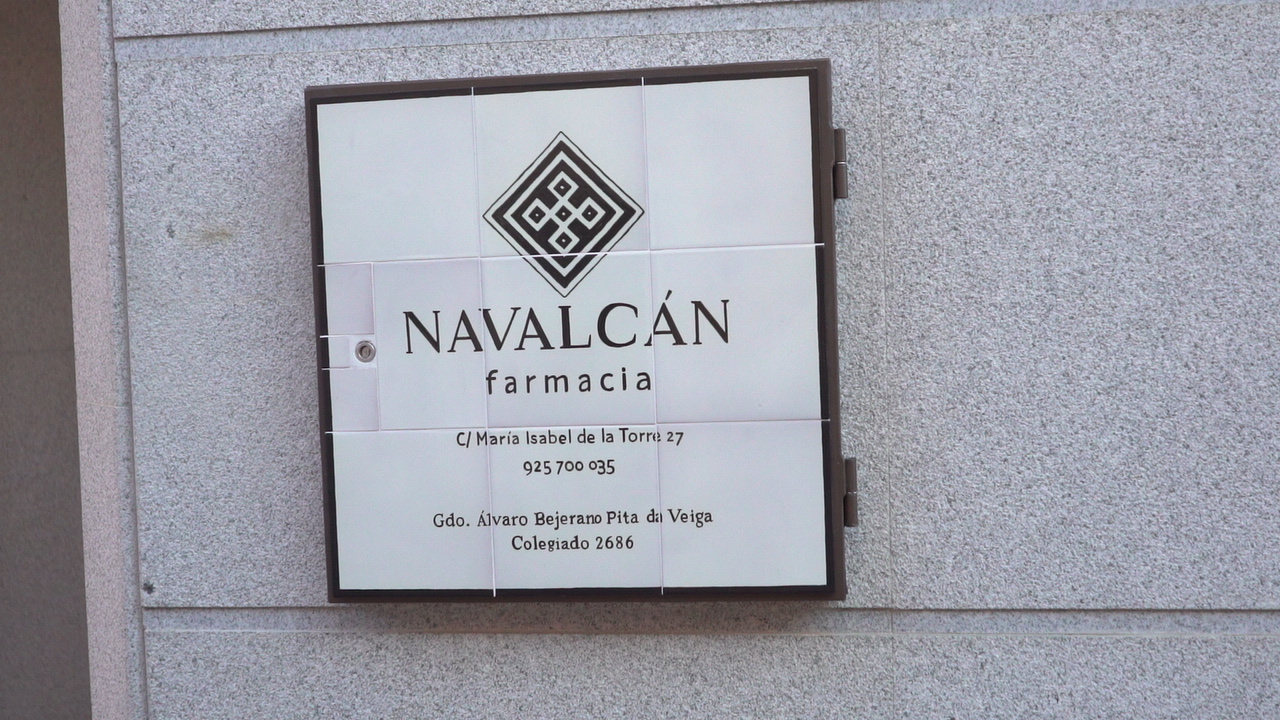 NAVALCÁN
farmacia
C/ María Isabel de la Torre 27
925 700 035
Gdo. Álvaro Bejerano Pita da Veiga
Colegiado 2686